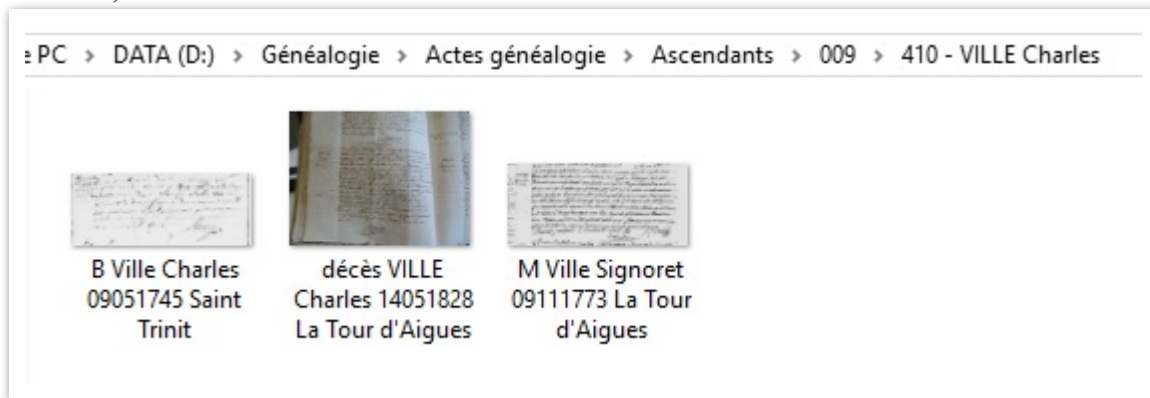 PC > DATA (D:) > Généalogie > Actes généalogie > Ascendants > 009 > 410 - VILLE Charles
B Ville Charles
09051745 Saint
Trinit
décès VILLE
Charles 14051828
La Tour d'Aigues
M Ville Signoret
09111773 La Tour
d'Aigues